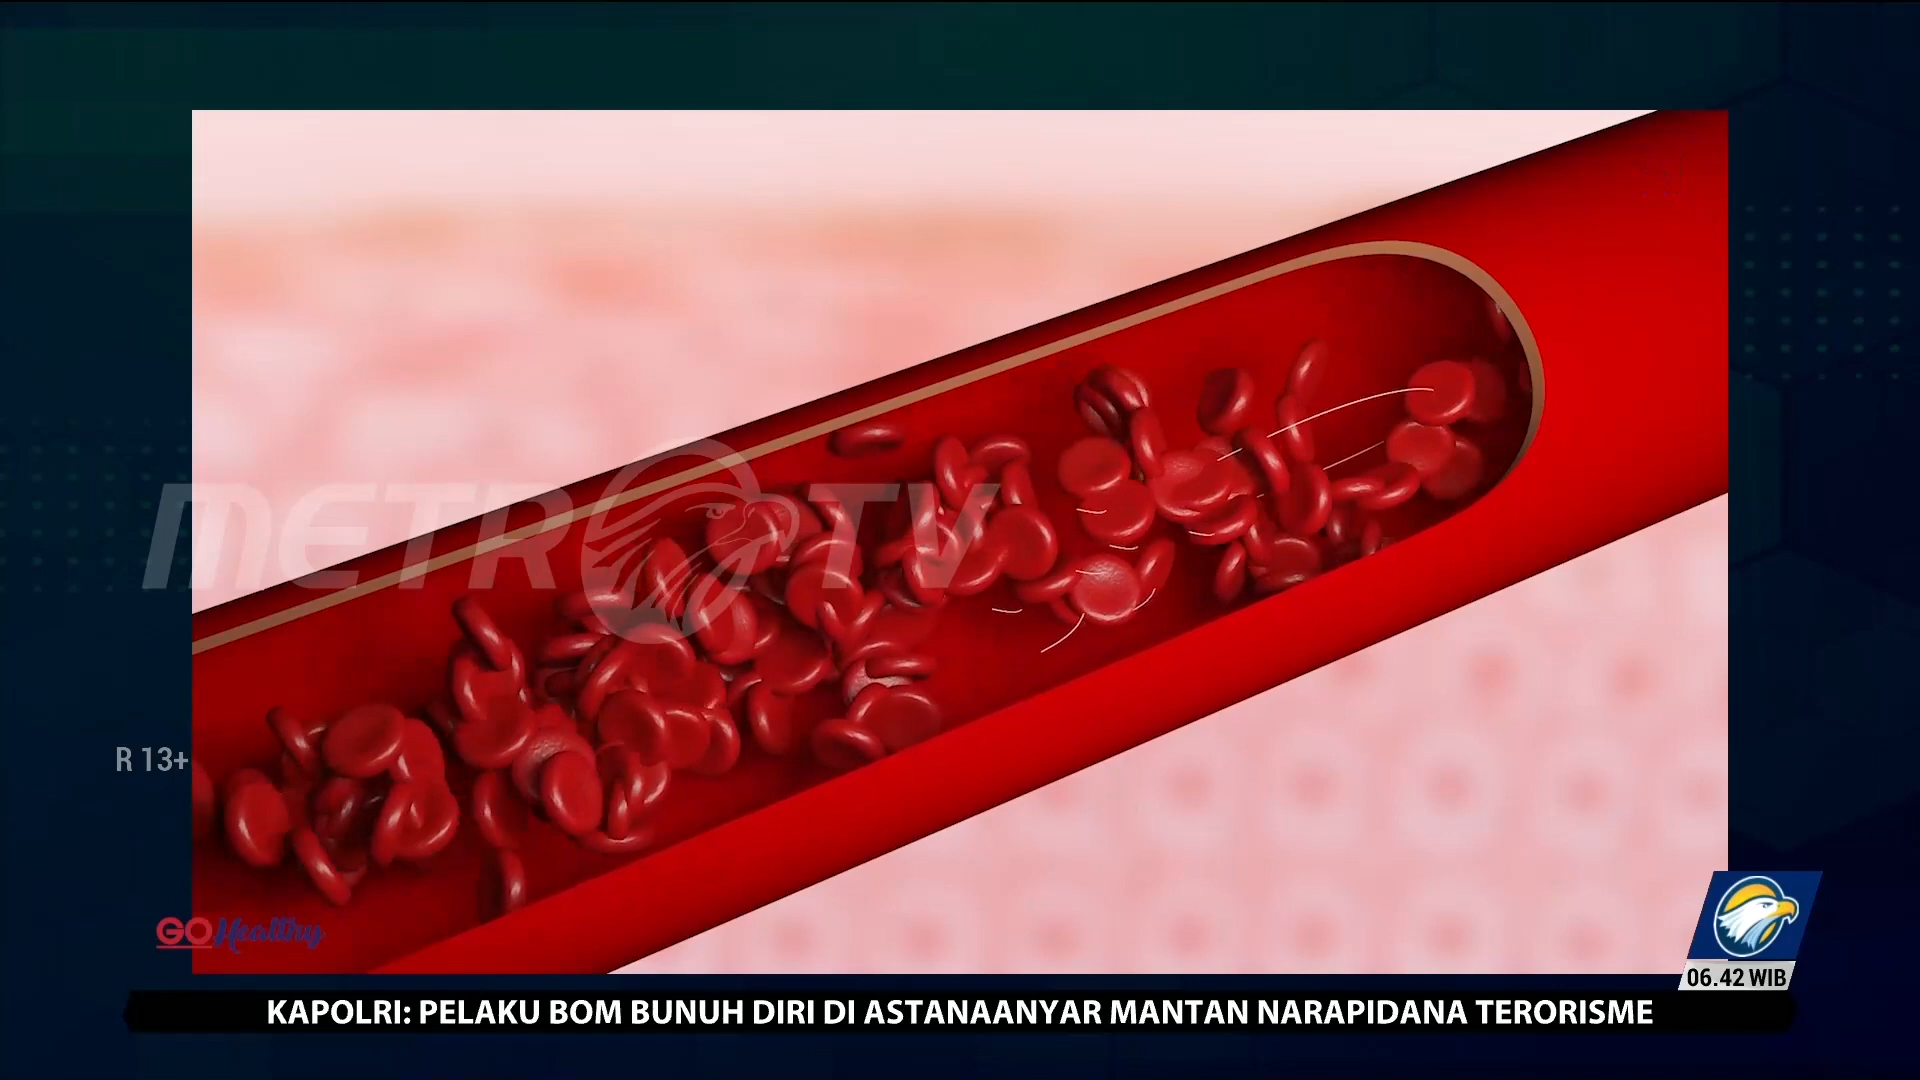 METRO TV
R 13+
GO Healthy
06.42 WIB
KAPOLRI: PELAKU BOM BUNUH DIRI DI ASTANAANYAR MANTAN NARAPIDANA TERORISME